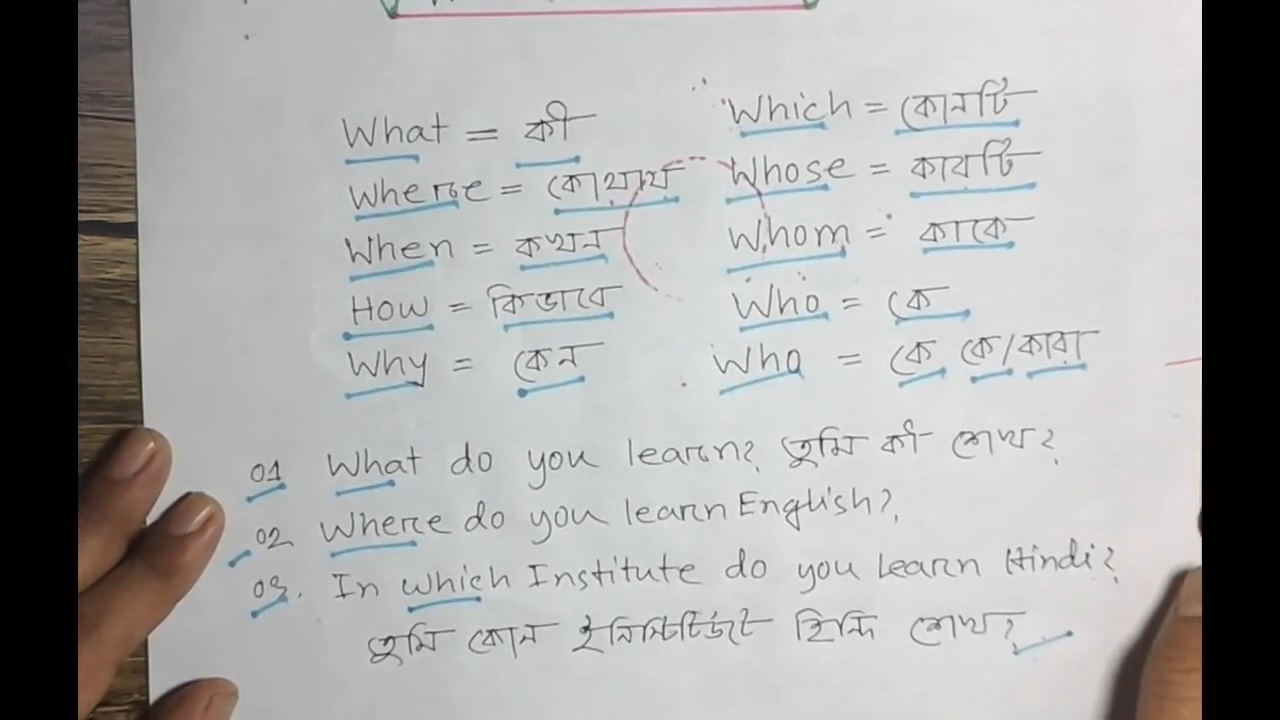 What = কী
Where = কোথায়
When = কখন
How = কিভাবে
Why = কেন
Which = কোনটি
Whose = কারটি
Whom = কাকে
Who = কে
Who = কে কে/কারা
01 What do you learn? তুমি কী শেখ?
02 Where do you learn English?
03. In which Institute do you Learn Hindi?
তুমি কোন ইনিস্টিটিউটে হিন্দি শেখ?